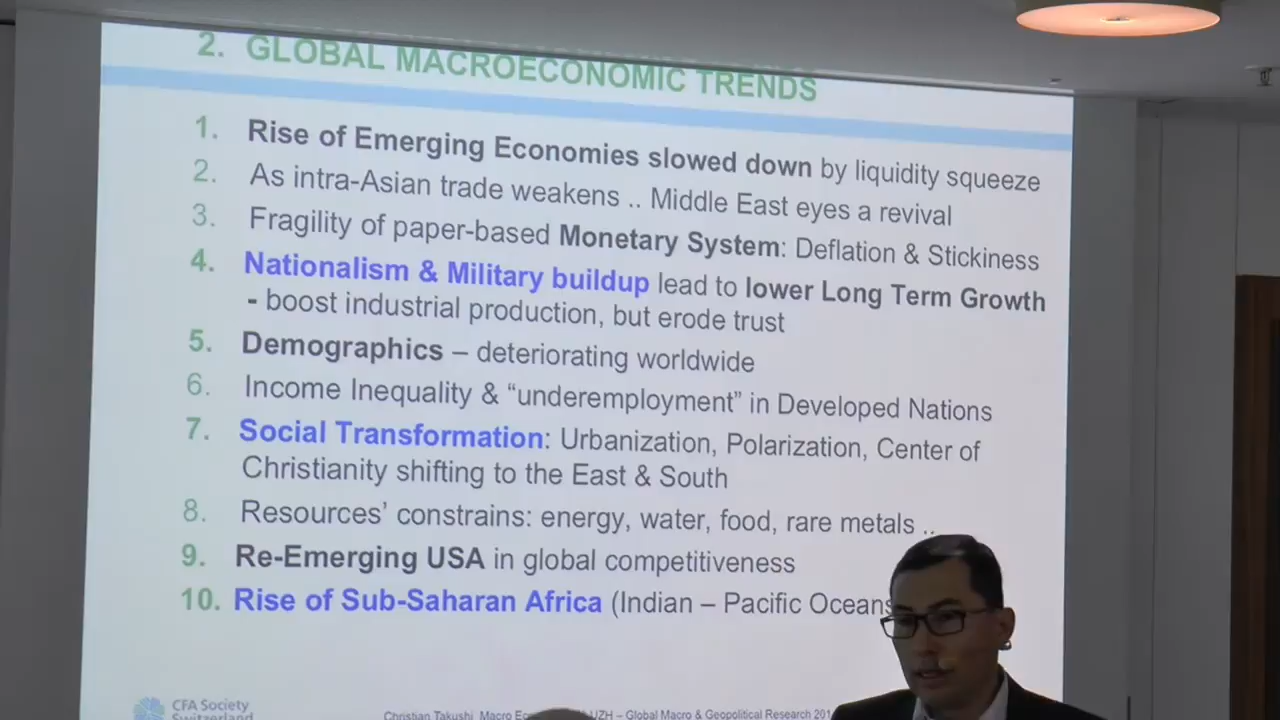 2. GLOBAL MACROECONOMIC TRENDS
1. Rise of Emerging Economies slowed down by liquidity squeeze
2. As intra-Asian trade weakens .. Middle East eyes a revival
3. Fragility of paper-based Monetary System: Deflation & Stickiness
4. Nationalism & Military buildup lead to lower Long Term Growth
- boost industrial production, but erode trust
5. Demographics – deteriorating worldwide
6. Income Inequality & “underemployment” in Developed Nations
7. Social Transformation: Urbanization, Polarization, Center of
Christianity shifting to the East & South
8. Resources’ constrains: energy, water, food, rare metals ..
9. Re-Emerging USA in global competitiveness
10. Rise of Sub-Saharan Africa (Indian – Pacific Oceans
CFA Society
Switzerland
Christian Takushi, Macro UZH – Global Macro & Geopolitical Research